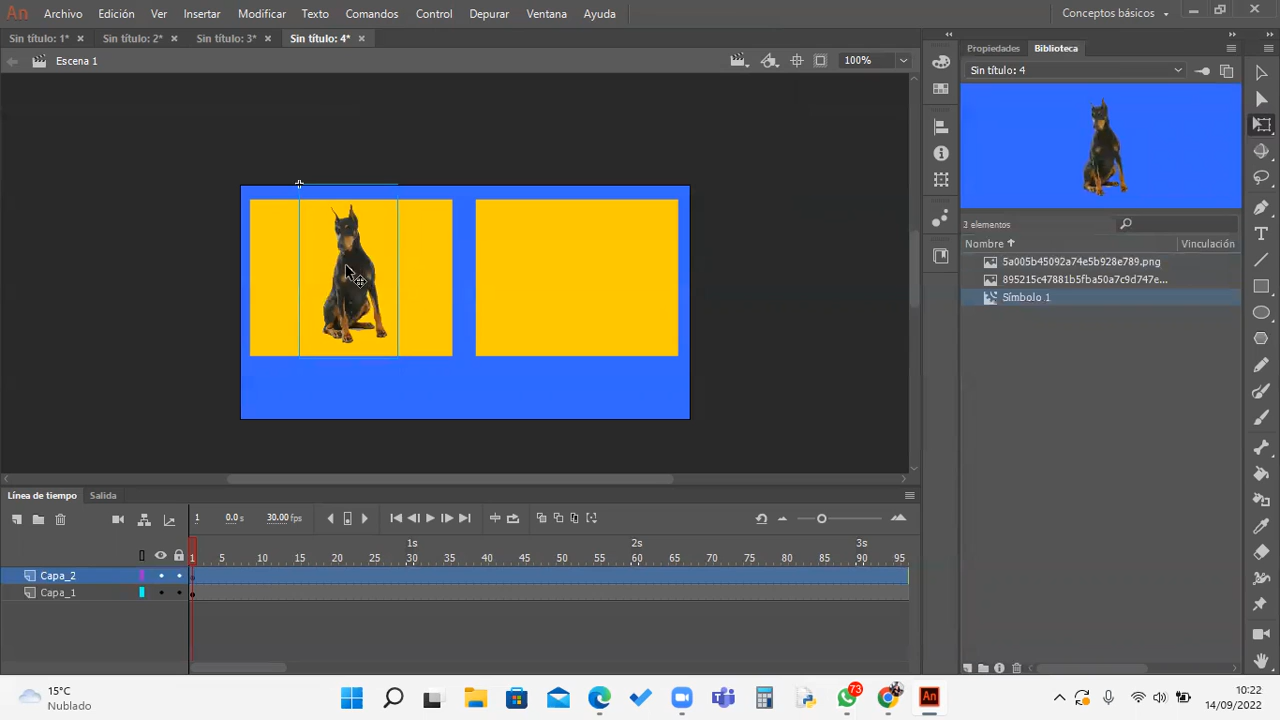 An Archivo Edición Ver Insertar Modificar Texto Comandos Control Depurar Ventana Ayuda Conceptos básicos
Sin título: 1* × Sin título: 2* × Sin título: 3* × Sin título: 4* ×
Escena 1 100%
Propiedades Biblioteca
Sin título: 4
3 elementos
Nombre Vinculación
5a005b45092a74e5b928e789.png
895215c47881b5fba50a7c9d747e...
Símbolo 1
Línea de tiempo Salida
1 0.0 s 30.00 fps
1s 2s 3s
1 5 10 15 20 25 30 35 40 45 50 55 60 65 70 75 80 85 90 95
Capa_2
Capa_1
15°C
Nublado
73
An
10:22
14/09/2022